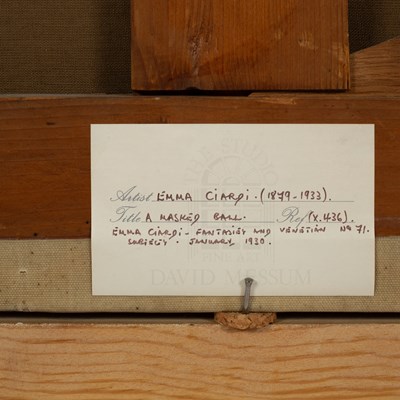 Artist EMMA CIARDI. (1879-1933).
Title A MASKED BALL. Ref (X.436).
EMMA CIARDI - FANTASIES AND VENETIAN Nº 71.
SUBJECTS. JANUARY 1930.
DAVID MESSUM